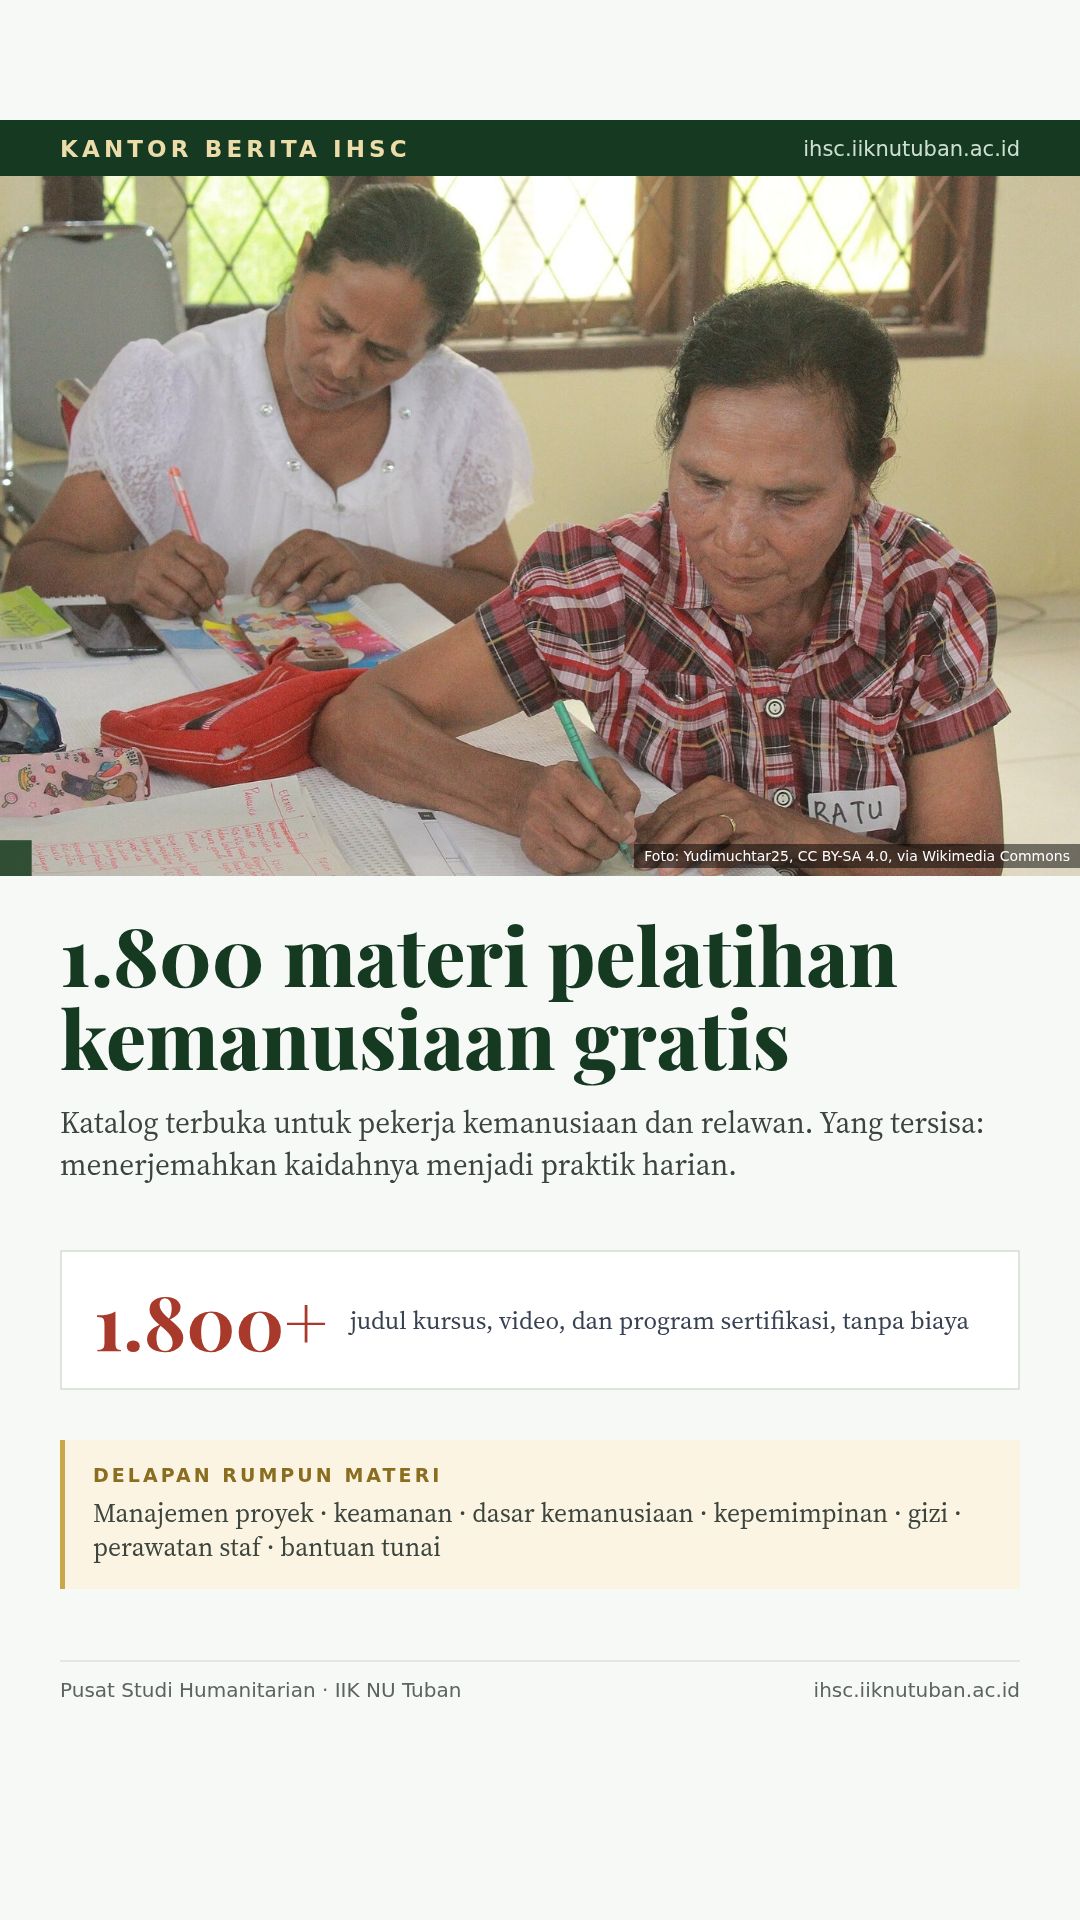 KANTOR BERITA IHSC
ihsc.iiknutuban.ac.id
RATU
Foto: Yudimuchtar25, CC BY-SA 4.0, via Wikimedia Commons
1.800 materi pelatihan
kemanusiaan gratis
Katalog terbuka untuk pekerja kemanusiaan dan relawan. Yang tersisa:
menerjemahkan kaidahnya menjadi praktik harian.
1.800+ judul kursus, video, dan program sertifikasi, tanpa biaya
DELAPAN RUMPUN MATERI
Manajemen proyek · keamanan · dasar kemanusiaan · kepemimpinan · gizi ·
perawatan staf · bantuan tunai
Pusat Studi Humanitarian · IIK NU Tuban
ihsc.iiknutuban.ac.id